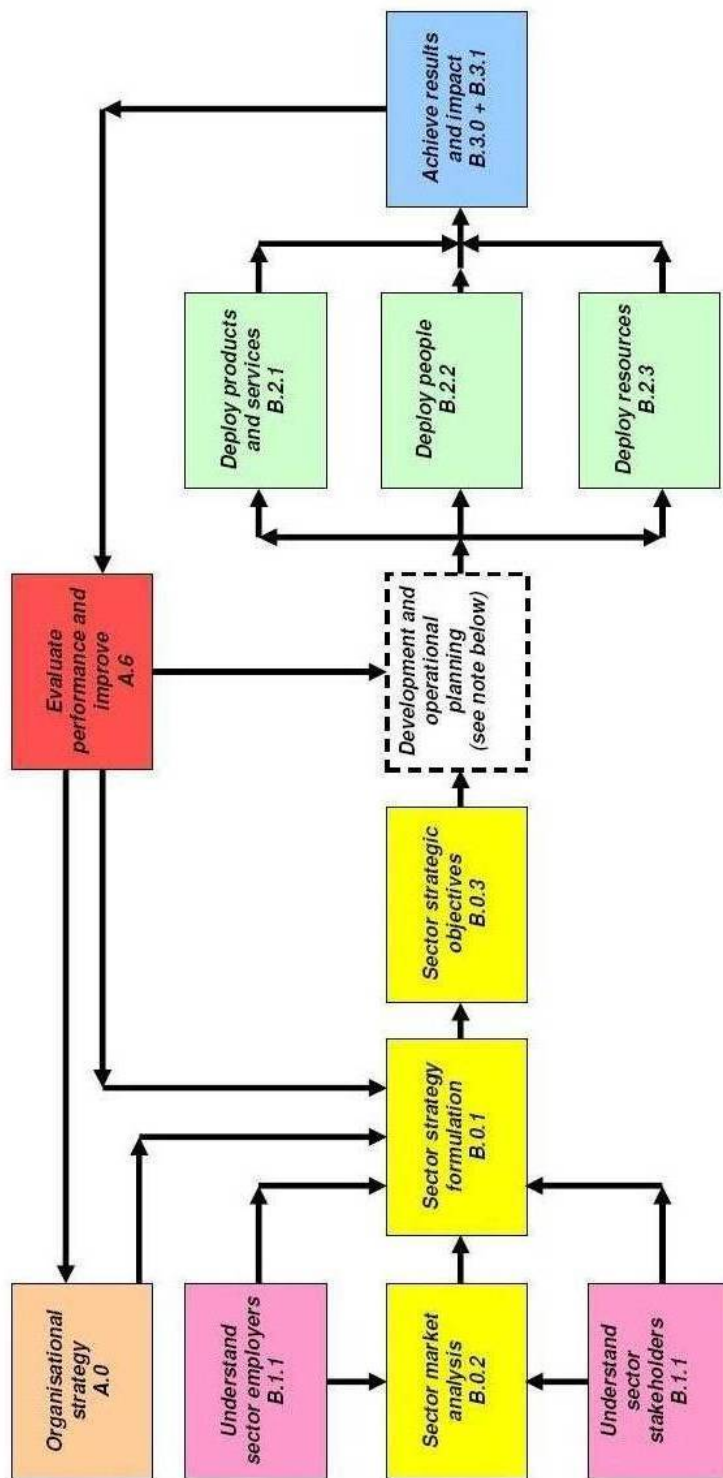 Organisational
strategy
A.0
Evaluate
performance and
improve
A.6
Understand
sector employers
B.1.1
Deploy products
and services
B.2.1
Sector market
analysis
B.0.2
Sector strategy
formulation
B.0.1
Sector strategic
objectives
B.0.3
Development and
operational
planning
(see note below)
Deploy people
B.2.2
Achieve results
and impact
B.3.0 + B.3.1
Understand
sector
stakeholders
B.1.1
Deploy resources
B.2.3